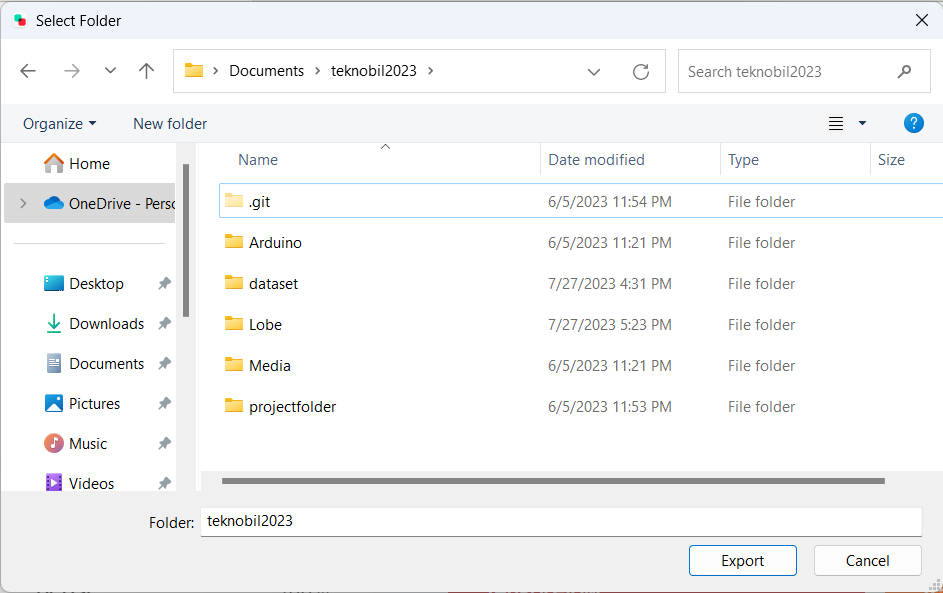 Select Folder
Documents > teknobil2023 >
Search teknobil2023
Organize
New folder
?
Home
OneDrive - Perso
Desktop
Downloads
Documents
Pictures
Music
Videos
Name Date modified Type Size
.git 6/5/2023 11:54 PM File folder
Arduino 6/5/2023 11:21 PM File folder
dataset 7/27/2023 4:31 PM File folder
Lobe 7/27/2023 5:23 PM File folder
Media 6/5/2023 11:21 PM File folder
projectfolder 6/5/2023 11:53 PM File folder
Folder: teknobil2023
Export Cancel